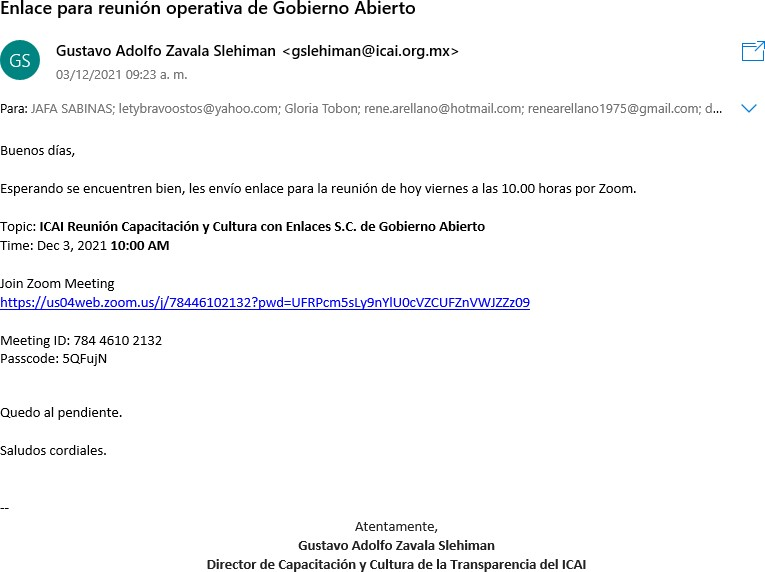 Enlace para reunión operativa de Gobierno Abierto
GS
Gustavo Adolfo Zavala Slehiman <gslehiman@icai.org.mx>
03/12/2021 09:23 a. m.
Para: JAFA SABINAS; letybravoostos@yahoo.com; Gloria Tobon; rene.arellano@hotmail.com; renearellano1975@gmail.com; d...
Buenos días,
Esperando se encuentren bien, les envío enlace para la reunión de hoy viernes a las 10.00 horas por Zoom.
Topic: ICAI Reunión Capacitación y Cultura con Enlaces S.C. de Gobierno Abierto
Time: Dec 3, 2021 10:00 AM
Join Zoom Meeting
https://us04web.zoom.us/j/78446102132?pwd=UFRPcm5sLy9nYlU0cVZCUFZnVWJZZz09
Meeting ID: 784 4610 2132
Passcode: 5QFujN
Quedo al pendiente.
Saludos cordiales.
--
Atentamente,
Gustavo Adolfo Zavala Slehiman
Director de Capacitación y Cultura de la Transparencia del ICAI